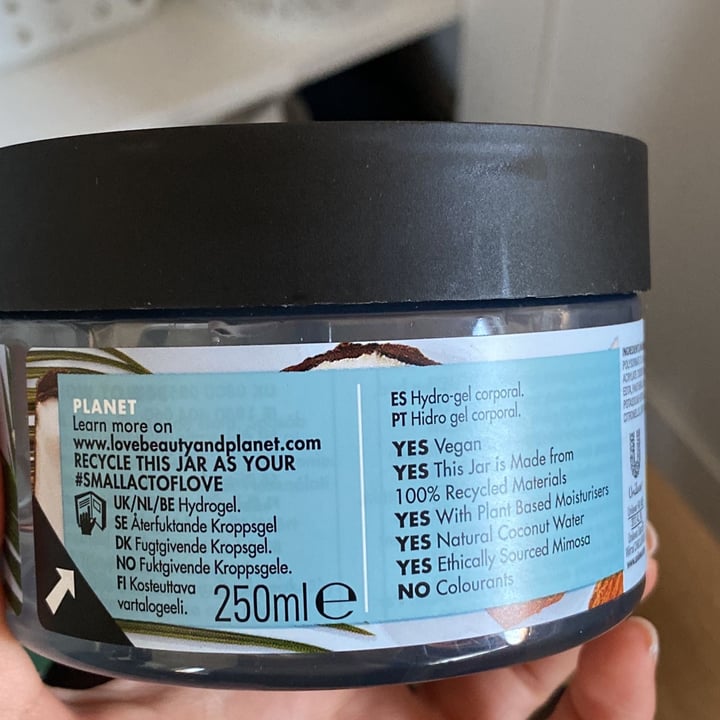 PLANET
Learn more on
www.lovebeautyandplanet.com
RECYCLE THIS JAR AS YOUR
#SMALLACTOFLOVE
UK/NL/BE Hydrogel.
SE Återfuktande Kroppsgel
DK Fugtgivende Kropsgel.
NO Fuktgivende Kroppsgele.
FI Kosteuttava
vartalogeeli.
250ml e
ES Hydro-gel corporal.
PT Hidro gel corporal.
YES Vegan
YES This Jar is Made from
100% Recycled Materials
YES With Plant Based Moisturisers
YES Natural Coconut Water
YES Ethically Sourced Mimosa
NO Colourants